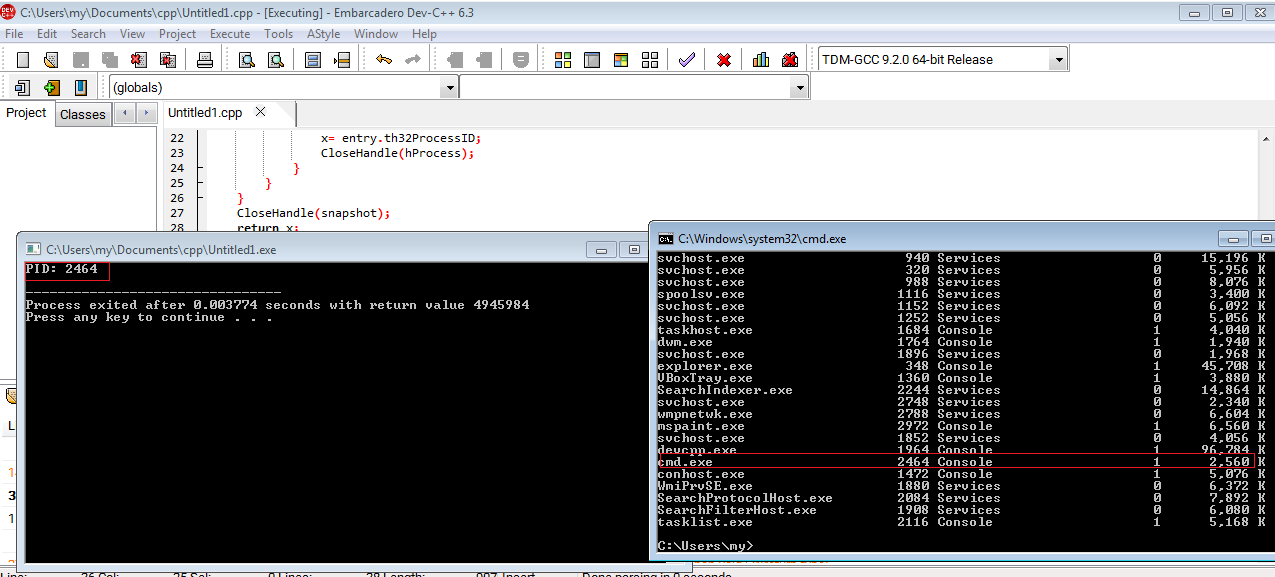 C:\Users\my\Documents\cpp\Untitled1.cpp - [Executing] - Embarcadero Dev-C++ 6.3
File Edit Search View Project Execute Tools AStyle Window Help
TDM-GCC 9.2.0 64-bit Release
(globals)
Project Classes Untitled1.cpp
22 x= entry.th32ProcessID;
23 CloseHandle(hProcess);
24 }
25 }
26 }
27 CloseHandle(snapshot);
28 return x;
C:\Users\my\Documents\cpp\Untitled1.exe
PID: 2464
--------------------------------
Process exited after 0.003774 seconds with return value 4945984
Press any key to continue . . .
C:\Windows\system32\cmd.exe
svchost.exe 940 Services 0 15,196 K
svchost.exe 320 Services 0 5,956 K
svchost.exe 988 Services 0 8,076 K
spoolsv.exe 1116 Services 0 3,400 K
svchost.exe 1152 Services 0 6,092 K
svchost.exe 1252 Services 0 5,056 K
taskhost.exe 1684 Console 1 4,040 K
dwm.exe 1764 Console 1 1,940 K
svchost.exe 1896 Services 0 1,968 K
explorer.exe 348 Console 1 45,708 K
VBoxTray.exe 1360 Console 1 3,880 K
SearchIndexer.exe 2244 Services 0 14,864 K
svchost.exe 2748 Services 0 2,340 K
wmpnetwk.exe 2788 Services 0 6,604 K
mspaint.exe 2972 Console 1 6,560 K
svchost.exe 1852 Services 0 4,056 K
devcpp.exe 1964 Console 1 96,784 K
cmd.exe 2464 Console 1 2,560 K
conhost.exe 1472 Console 1 5,076 K
WmiPrvSE.exe 1880 Services 0 6,372 K
SearchProtocolHost.exe 2084 Services 0 7,892 K
SearchFilterHost.exe 1908 Services 0 6,080 K
tasklist.exe 2116 Console 1 5,168 K
C:\Users\my>